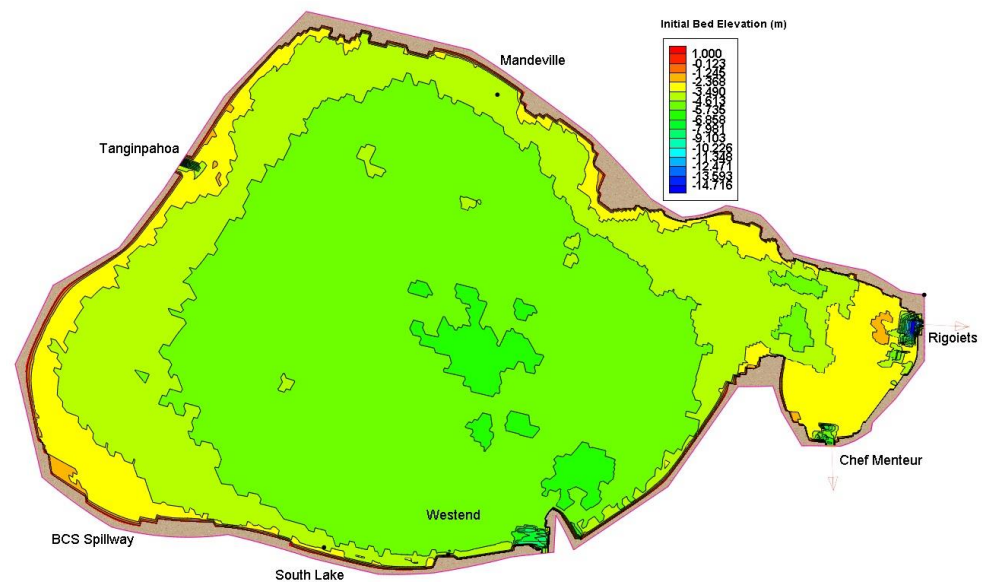 Initial Bed Elevation (m)
1.000
-0.123
-1.245
-2.368
-3.490
-4.613
-5.735
-6.858
-7.981
-9.103
-10.226
-11.348
-12.471
-13.593
-14.716
Mandeville
Tanginpahoa
Rigolets
Chef Menteur
Westend
BCS Spillway
South Lake